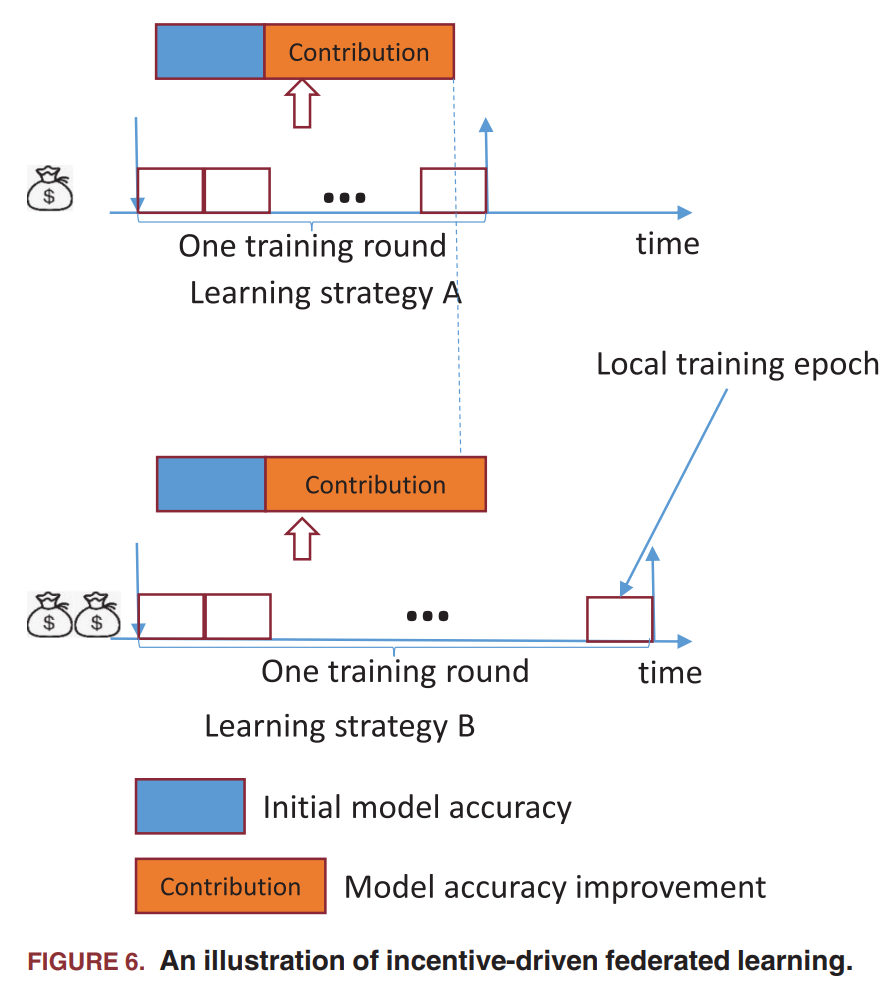 Contribution
$
One training round
time
Learning strategy A
Local training epoch
Contribution
$ $
One training round
time
Learning strategy B
Initial model accuracy
Contribution
Model accuracy improvement
FIGURE 6. An illustration of incentive-driven federated learning.